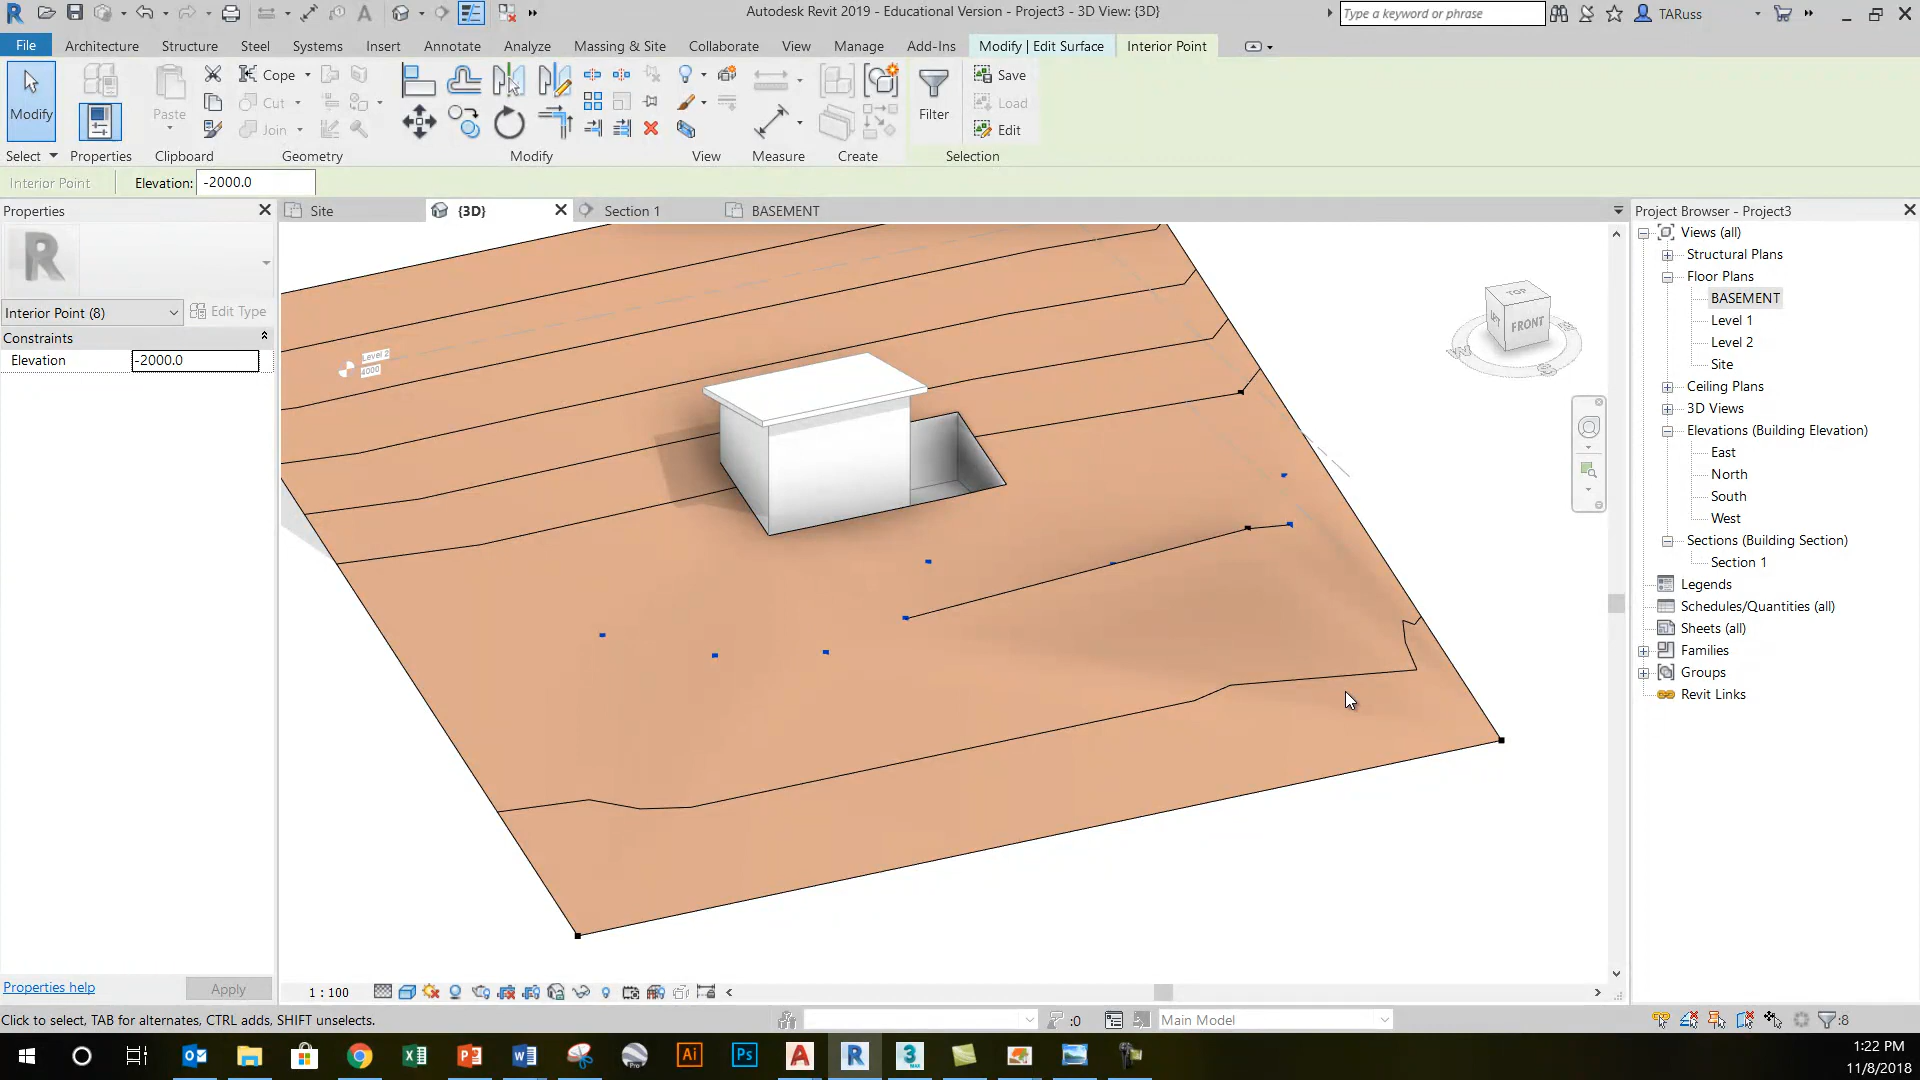 Autodesk Revit 2019 - Educational Version - Project3 - 3D View: {3D}
Type a keyword or phrase
TARuss
File
Architecture
Structure
Steel
Systems
Insert
Annotate
Analyze
Massing & Site
Collaborate
View
Manage
Add-Ins
Modify | Edit Surface
Interior Point
Modify
Paste
Cope
Cut
Join
Filter
Save
Load
Edit
Select
Properties
Clipboard
Geometry
Modify
View
Measure
Create
Selection
Interior Point
Elevation:
-2000.0
Properties
Site
{3D}
Section 1
BASEMENT
Project Browser - Project3
R
Interior Point (8)
Edit Type
Constraints
Elevation
-2000.0
Level 2
4000
TOP
LEFT
FRONT
W
S
E
Views (all)
Structural Plans
Floor Plans
BASEMENT
Level 1
Level 2
Site
Ceiling Plans
3D Views
Elevations (Building Elevation)
East
North
South
West
Sections (Building Section)
Section 1
Legends
Schedules/Quantities (all)
Sheets (all)
Families
Groups
Revit Links
Properties help
Apply
1 : 100
Click to select, TAB for alternates, CTRL adds, SHIFT unselects.
:0
Main Model
:8
1:22 PM
11/8/2018